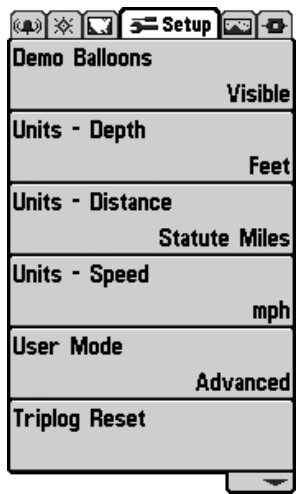 Setup
Demo Balloons
Visible
Units - Depth
Feet
Units - Distance
Statute Miles
Units - Speed
mph
User Mode
Advanced
Triplog Reset